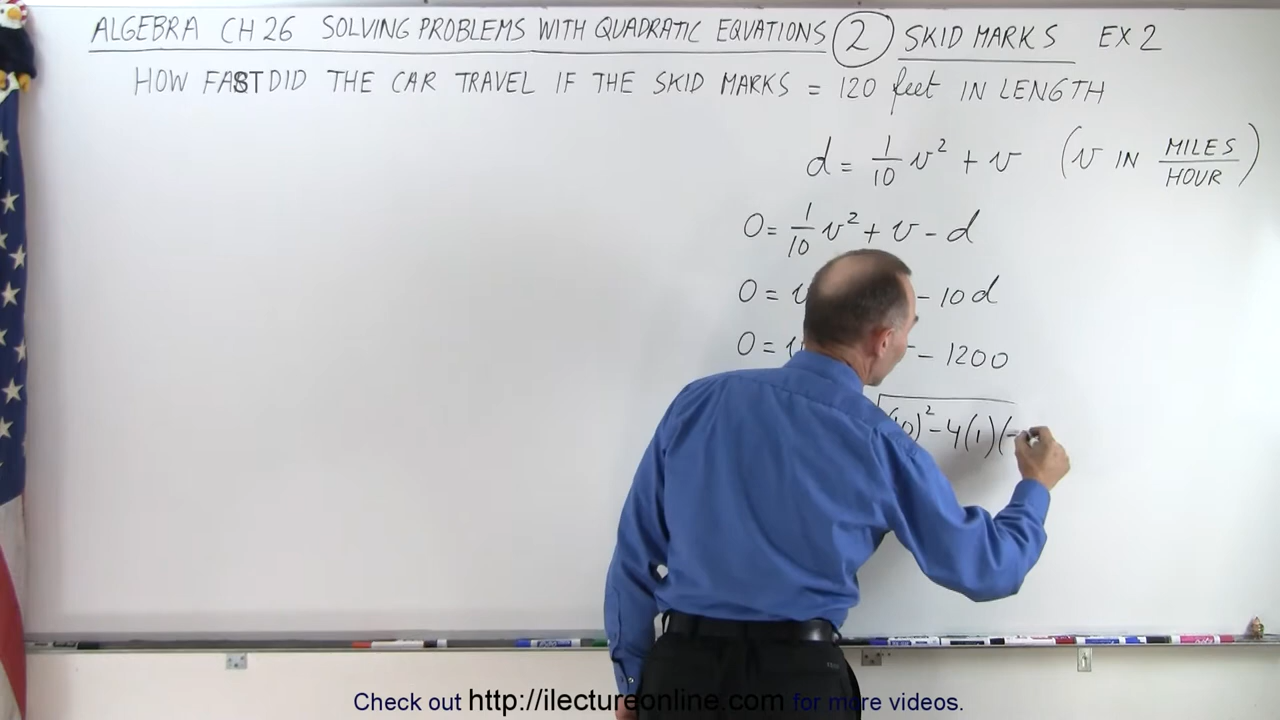 ALGEBRA CH 26 SOLVING PROBLEMS WITH QUADRATIC EQUATIONS 2 SKID MARKS EX 2
HOW FAST DID THE CAR TRAVEL IF THE SKID MARKS = 120 feet IN LENGTH
d = 1/10 v² + v (v IN MILES/HOUR)
0 = 1/10 v² + v - d
0 = - 10d
0 = - 1200
√(10)² - 4(1)(-
Check out http://ilectureonline.com for more videos.